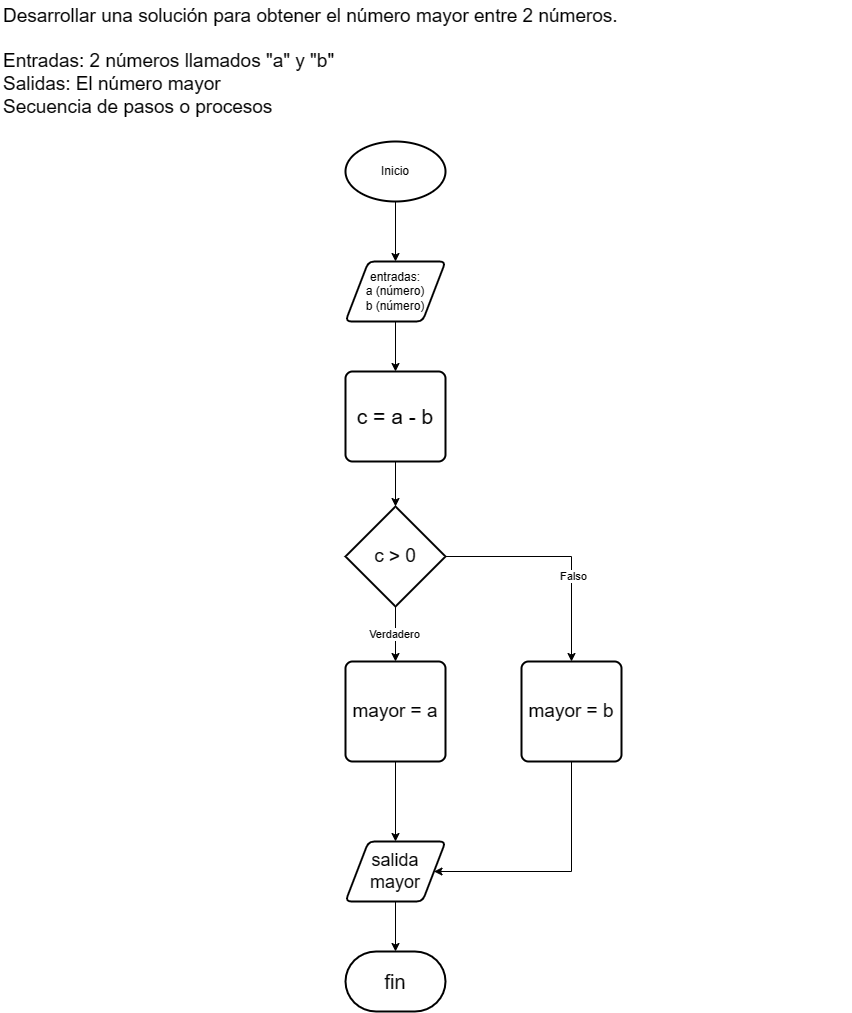 Desarrollar una solución para obtener el número mayor entre 2 números.
Entradas: 2 números llamados "a" y "b"
Salidas: El número mayor
Secuencia de pasos o procesos
Inicio
entradas:
a (número)
b (número)
c = a - b
c > 0
Falso
Verdadero
mayor = a
mayor = b
salida
mayor
fin